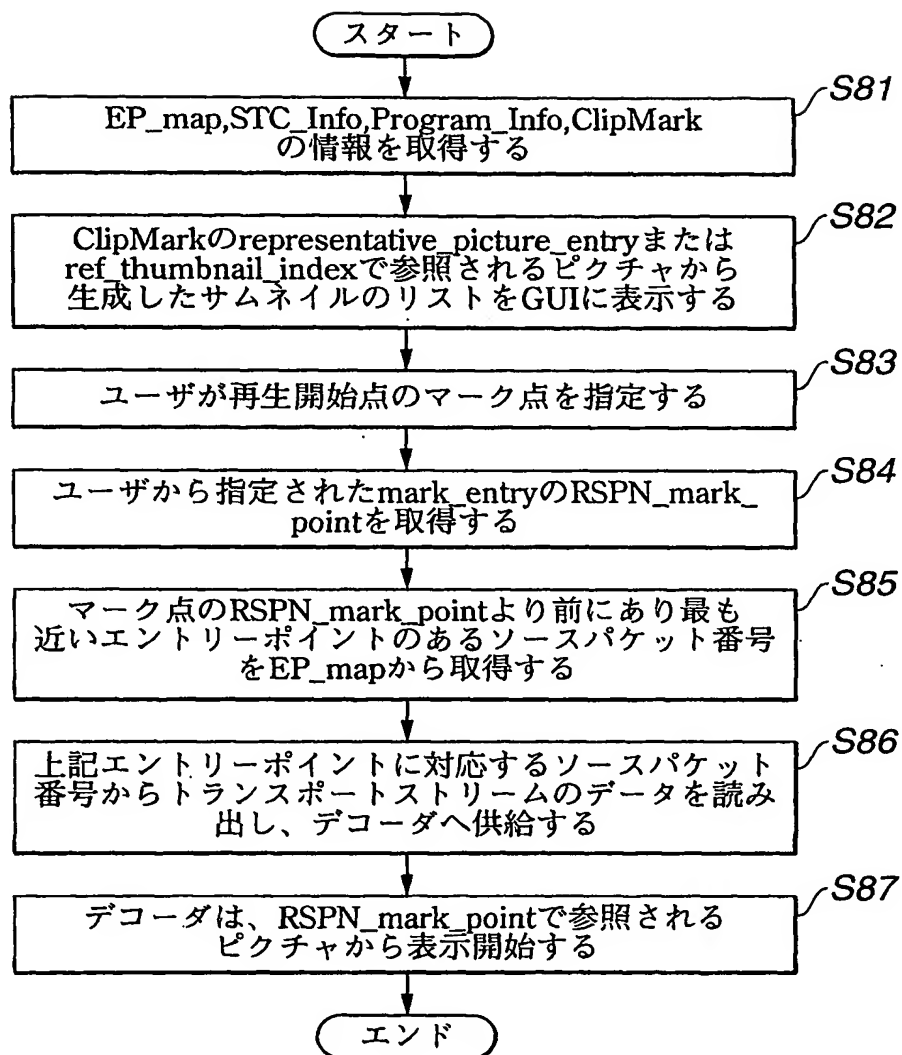 スタート
S81
EP_map,STC_Info,Program_Info,ClipMark
の情報を取得する
S82
ClipMarkのrepresentative_picture_entryまたは
ref_thumbnail_indexで参照されるピクチャから
生成したサムネイルのリストをGUIに表示する
S83
ユーザが再生開始点のマーク点を指定する
S84
ユーザから指定されたmark_entryのRSPN_mark_
pointを取得する
S85
マーク点のRSPN_mark_pointより前にあり最も
近いエントリーポイントのあるソースパケット番号
をEP_mapから取得する
S86
上記エントリーポイントに対応するソースパケット
番号からトランスポートストリームのデータを読み
出し、デコーダへ供給する
S87
デコーダは、RSPN_mark_pointで参照される
ピクチャから表示開始する
エンド